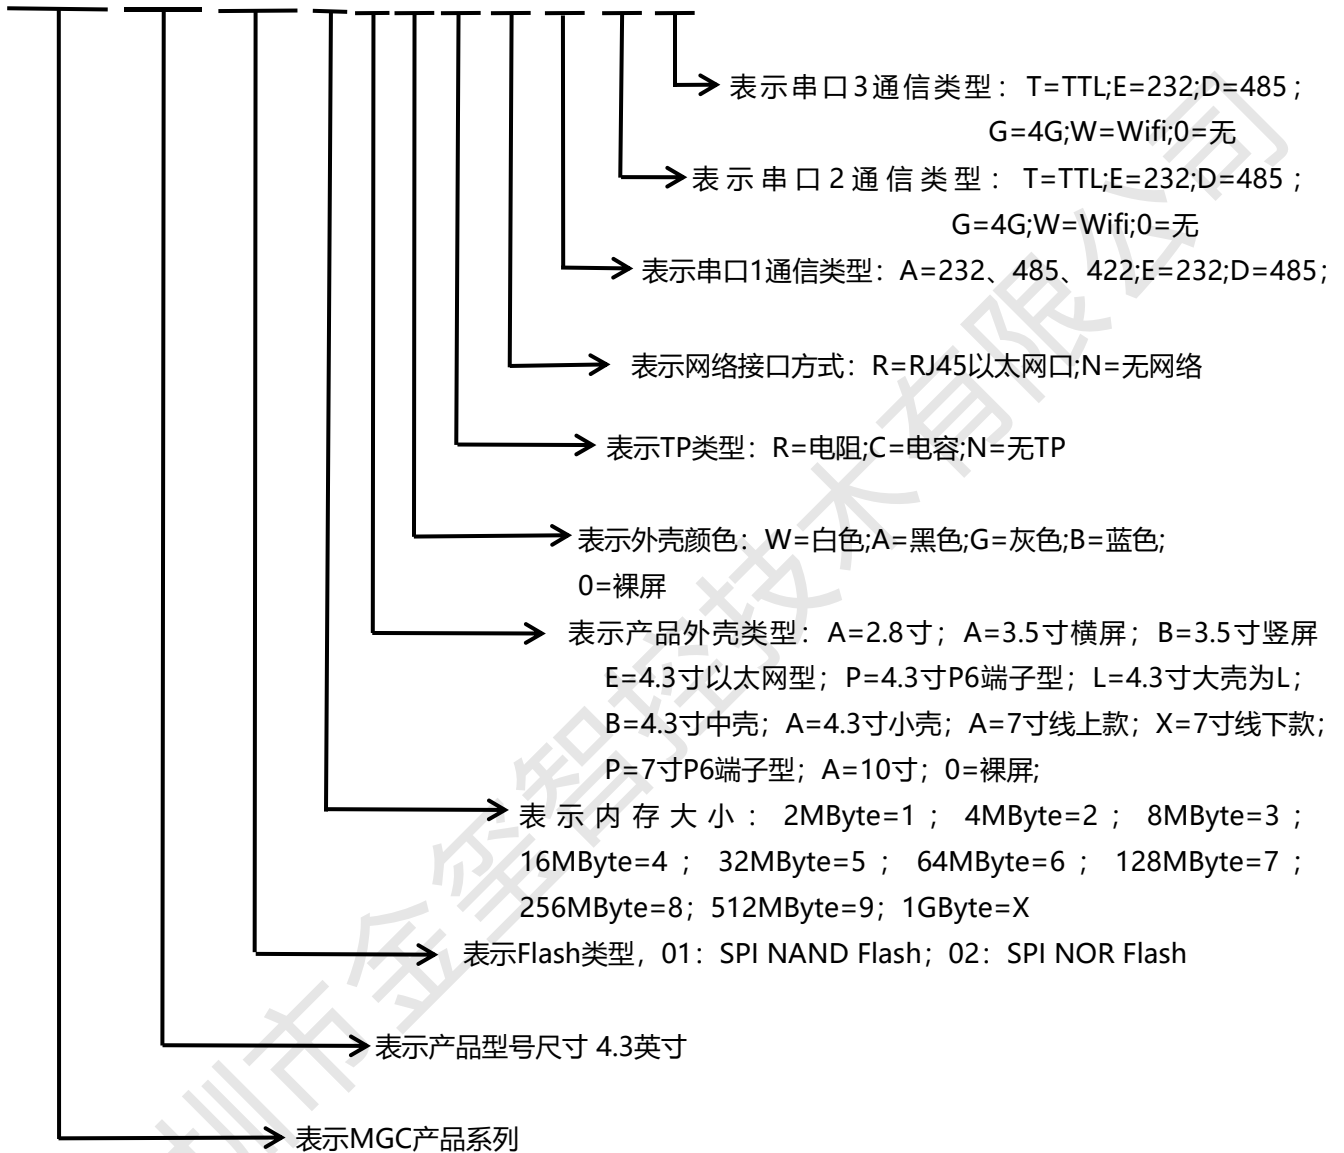 表示串口3通信类型：T=TTL;E=232;D=485；
G=4G;W=Wifi;0=无
表示串口2通信类型：T=TTL;E=232;D=485；
G=4G;W=Wifi;0=无
表示串口1通信类型：A=232、485、422;E=232;D=485;
表示网络接口方式：R=RJ45以太网口;N=无网络
表示TP类型：R=电阻;C=电容;N=无TP
表示外壳颜色：W=白色;A=黑色;G=灰色;B=蓝色;
0=裸屏
表示产品外壳类型：A=2.8寸；A=3.5寸横屏；B=3.5寸竖屏
E=4.3寸以太网型；P=4.3寸P6端子型；L=4.3寸大壳为L；
B=4.3寸中壳；A=4.3寸小壳；A=7寸线上款；X=7寸线下款；
P=7寸P6端子型；A=10寸；0=裸屏;
表示内存大小：2MByte=1；4MByte=2；8MByte=3；
16MByte=4；32MByte=5；64MByte=6；128MByte=7；
256MByte=8；512MByte=9；1GByte=X
表示Flash类型，01：SPI NAND Flash；02：SPI NOR Flash
表示产品型号尺寸 4.3英寸
表示MGC产品系列
圳市金玺智控技术有限公司